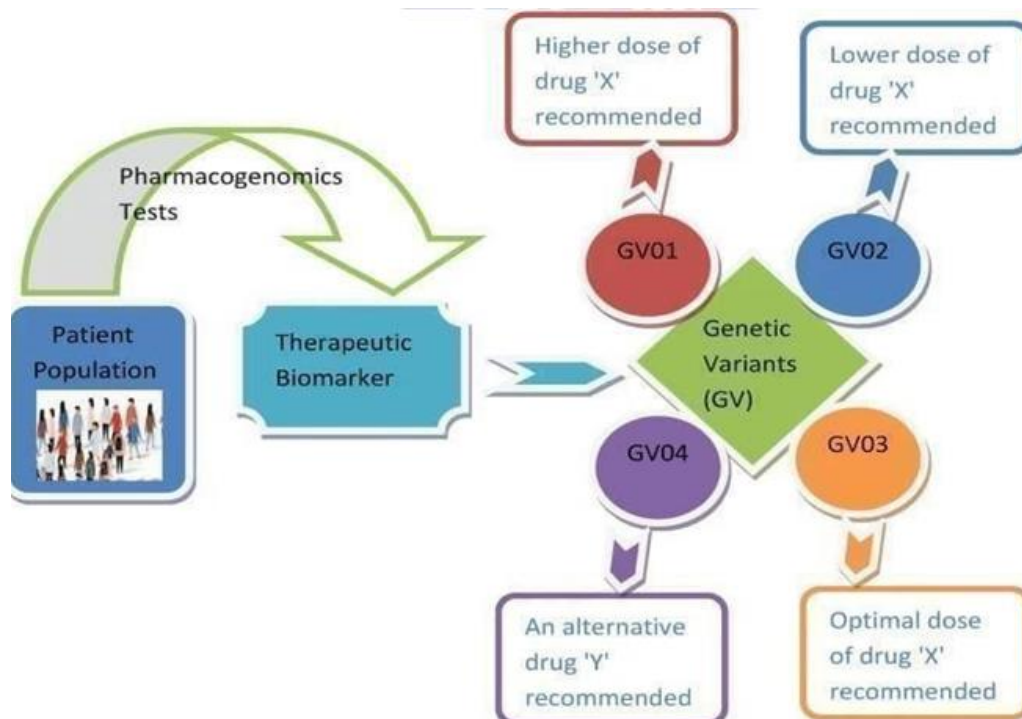 Higher dose of
drug 'X'
recommended
Lower dose of
drug 'X'
recommended
Pharmacogenomics
Tests
GV01
GV02
Patient
Population
Therapeutic
Biomarker
Genetic
Variants
(GV)
GV04
GV03
An alternative
drug 'Y'
recommended
Optimal dose
of drug 'X'
recommended